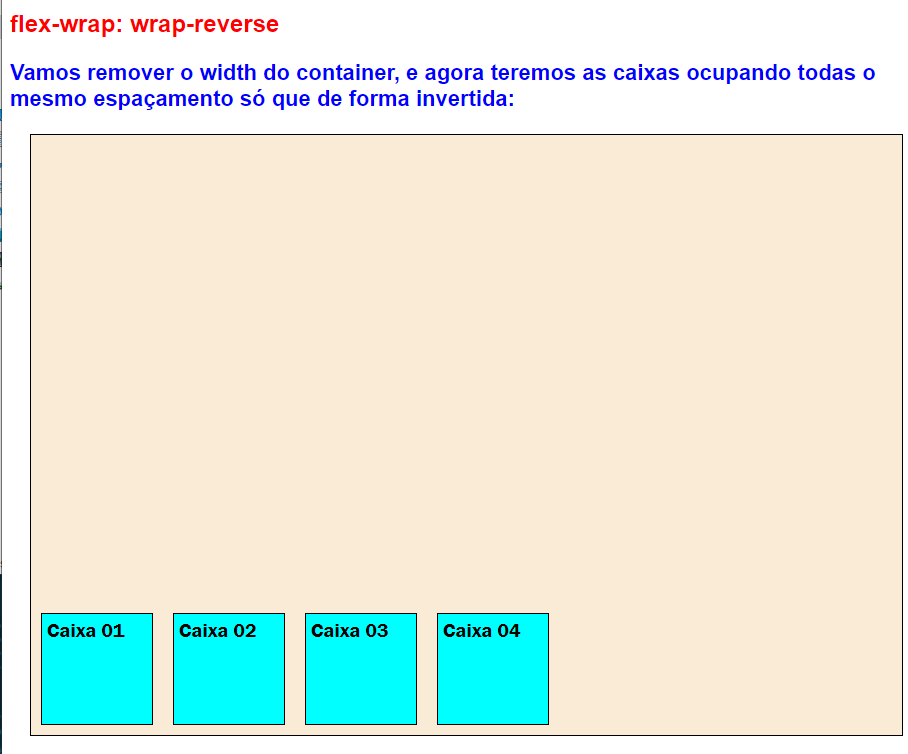 flex-wrap: wrap-reverse
Vamos remover o width do container, e agora teremos as caixas ocupando todas o
mesmo espaçamento só que de forma invertida:
Caixa 01 Caixa 02 Caixa 03 Caixa 04